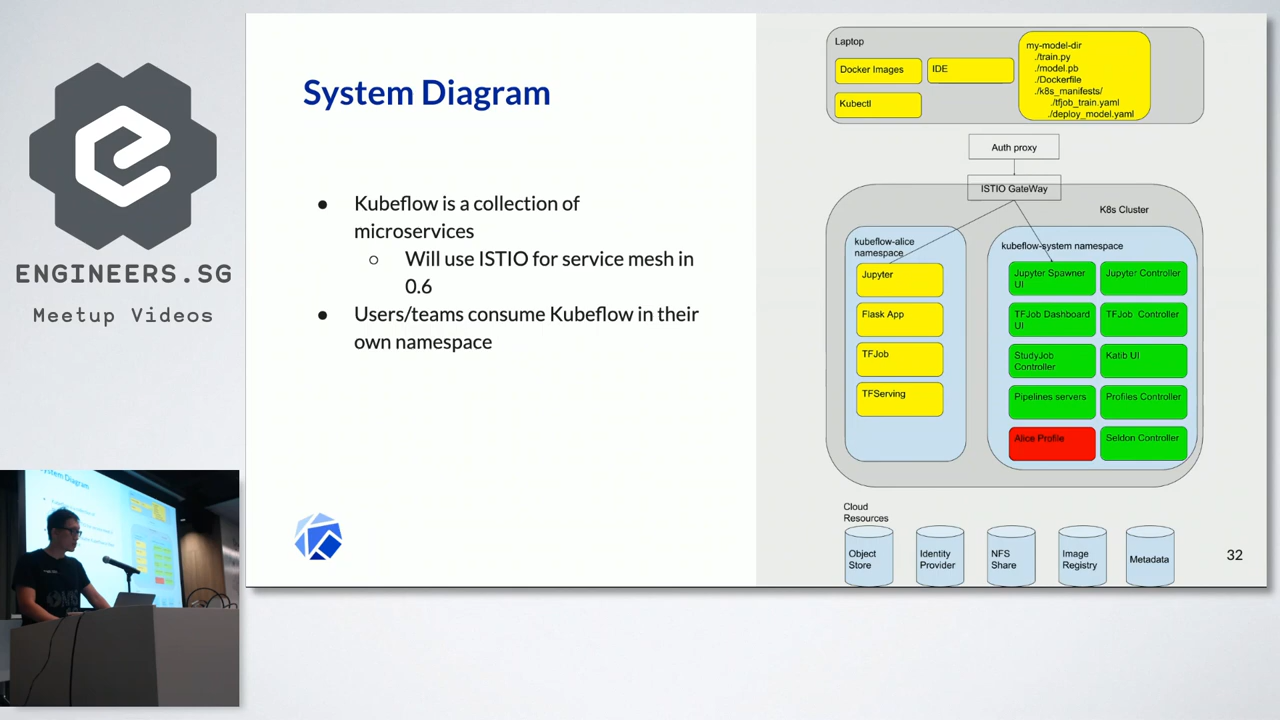 ENGINEERS.SG
Meetup Videos
System Diagram
● Kubeflow is a collection of
microservices
○ Will use ISTIO for service mesh in
0.6
● Users/teams consume Kubeflow in their
own namespace
Laptop
Docker Images
IDE
Kubectl
my-model-dir
./train.py
./model.pb
./Dockerfile
./k8s_manifests/
./tfjob_train.yaml
./deploy_model.yaml
Auth proxy
ISTIO GateWay
K8s Cluster
kubeflow-alice
namespace
Jupyter
Flask App
TFJob
TFServing
kubeflow-system namespace
Jupyter Spawner
UI
Jupyter Controller
TFJob Dashboard
UI
TFJob Controller
StudyJob
Controller
Katib UI
Pipelines servers
Profiles Controller
Alice Profile
Seldon Controller
Cloud
Resources
Object
Store
Identity
Provider
NFS
Share
Image
Registry
Metadata
32
System Diagram